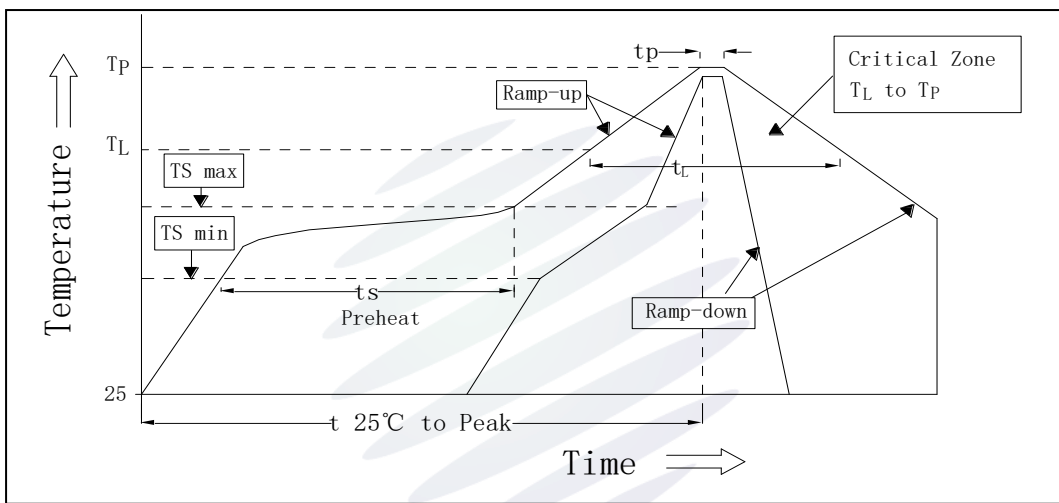 tp
TP
Critical Zone
TL to TP
Ramp-up
TL
tL
TS max
TS min
ts
Preheat
Ramp-down
Temperature
25
t 25℃ to Peak
Time